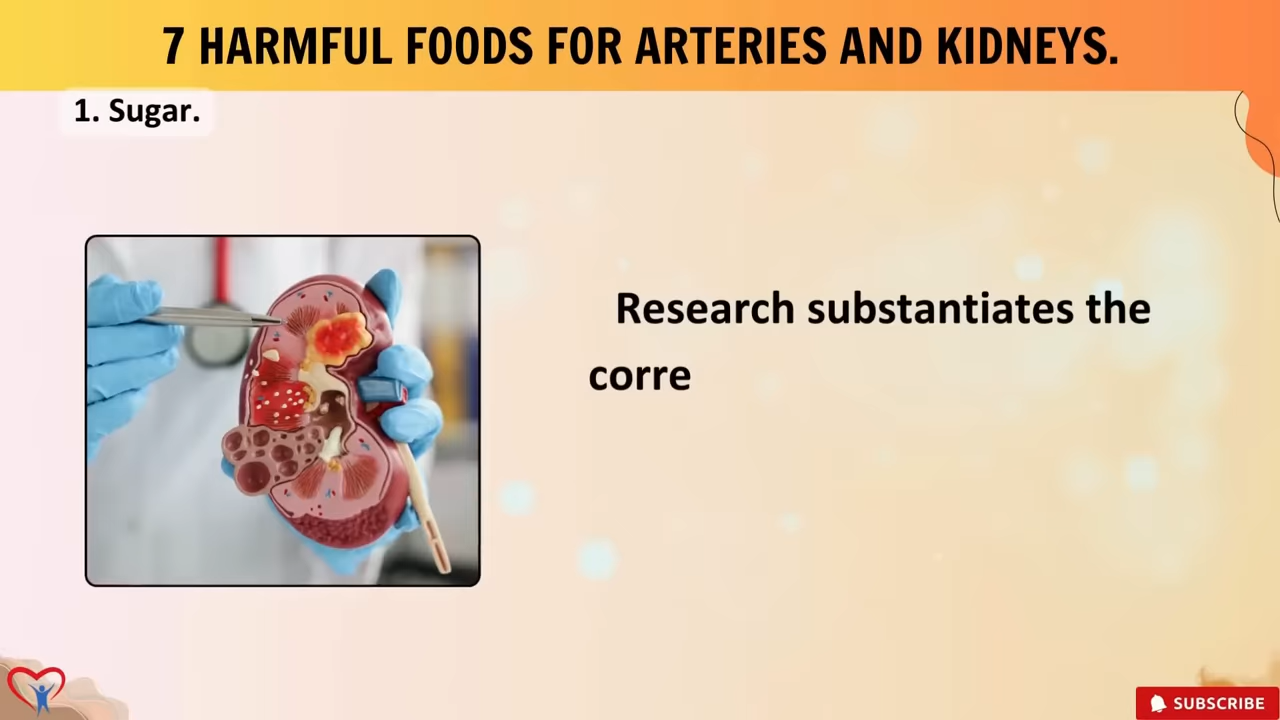 7 HARMFUL FOODS FOR ARTERIES AND KIDNEYS.
1. Sugar.
Research substantiates the
corre
SUBSCRIBE